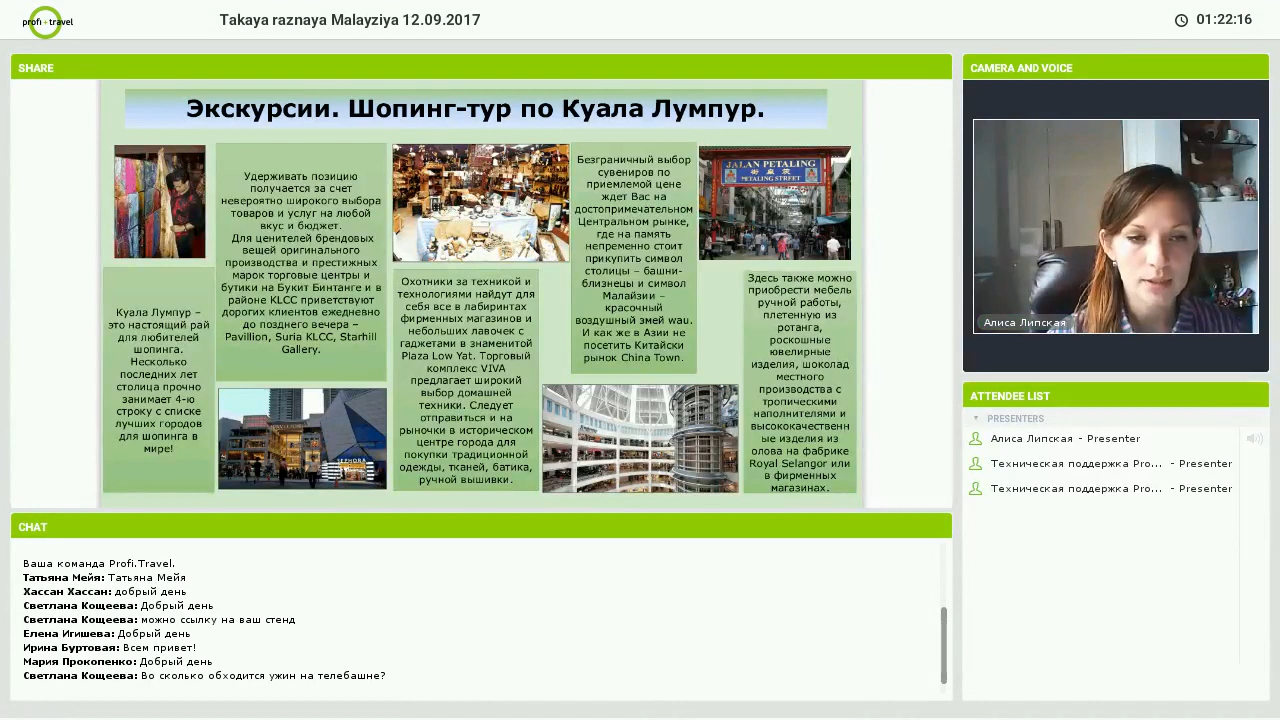 profi+travel
Takaya raznaya Malayziya 12.09.2017
01:22:16
SHARE
Экскурсии. Шопинг-тур по Куала Лумпур.
Куала Лумпур –
это настоящий рай
для любителей
шопинга.
Несколько
последних лет
столица прочно
занимает 4-ю
строку с списке
лучших городов
для шопинга в
мире!
Удерживать позицию
получается за счет
невероятно широкого выбора
товаров и услуг на любой
вкус и бюджет.
Для ценителей брендовых
вещей оригинального
производства и престижных
марок торговые центры и
бутики на Букит Бинтанге и в
районе KLCC приветствуют
дорогих клиентов ежедневно
до позднего вечера –
Pavillion, Suria KLCC, Starhill
Gallery.
SEPHORA
Охотники за техникой и
технологиями найдут для
себя все в лабиринтах
фирменных магазинов и
небольших лавочек с
гаджетами в знаменитой
Plaza Low Yat. Торговый
комплекс VIVA
предлагает широкий
выбор домашней
техники. Следует
отправиться и на
рыночки в историческом
центре города для
покупки традиционной
одежды, тканей, батика,
ручной вышивки.
Безграничный выбор
сувениров по
приемлемой цене
ждет Вас на
достопримечательном
Центральном рынке,
где на память
непременно стоит
прикупить символ
столицы – башни-
близнецы и символ
Малайзии –
красочный
воздушный змей wau.
И как же в Азии не
посетить Китайски
рынок China Town.
JALAN PETALING
茨厂街
PETALING STREET
Здесь также можно
приобрести мебель
ручной работы,
плетенную из
ротанга,
роскошные
ювелирные
изделия, шоколад
местного
производства с
тропическими
наполнителями и
высококачественн
ые изделия из
олова на фабрике
Royal Selangor или
в фирменных
магазинах.
CAMERA AND VOICE
Алиса Липская
ATTENDEE LIST
PRESENTERS
Алиса Липская - Presenter
Техническая поддержка Pro... - Presenter
Техническая поддержка Pro... - Presenter
CHAT
Ваша команда Profi.Travel.
Татьяна Мейя: Татьяна Мейя
Хассан Хассан: добрый день
Светлана Кощеева: Добрый день
Светлана Кощеева: можно ссылку на ваш стенд
Елена Игишева: Добрый день
Ирина Буртовая: Всем привет!
Мария Прокопенко: Добрый день
Светлана Кощеева: Во сколько обходится ужин на телебашне?